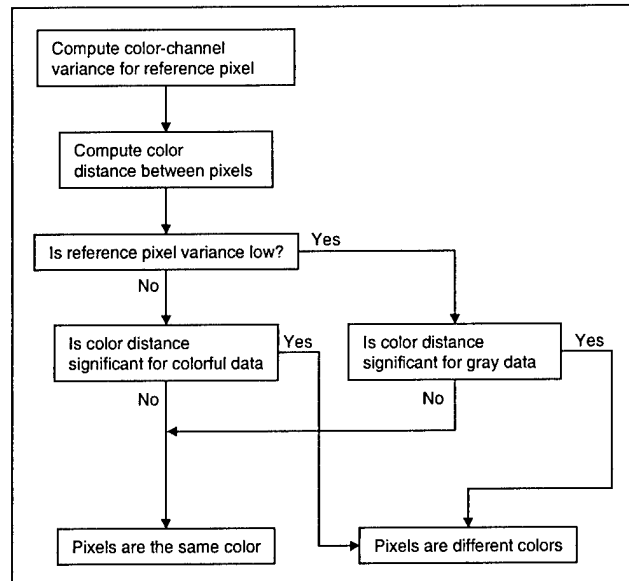 Compute color-channel
variance for reference pixel
Compute color
distance between pixels
Is reference pixel variance low?
Yes
No
Is color distance
significant for colorful data
Yes
Is color distance
significant for gray data
Yes
No
No
Pixels are the same color
Pixels are different colors